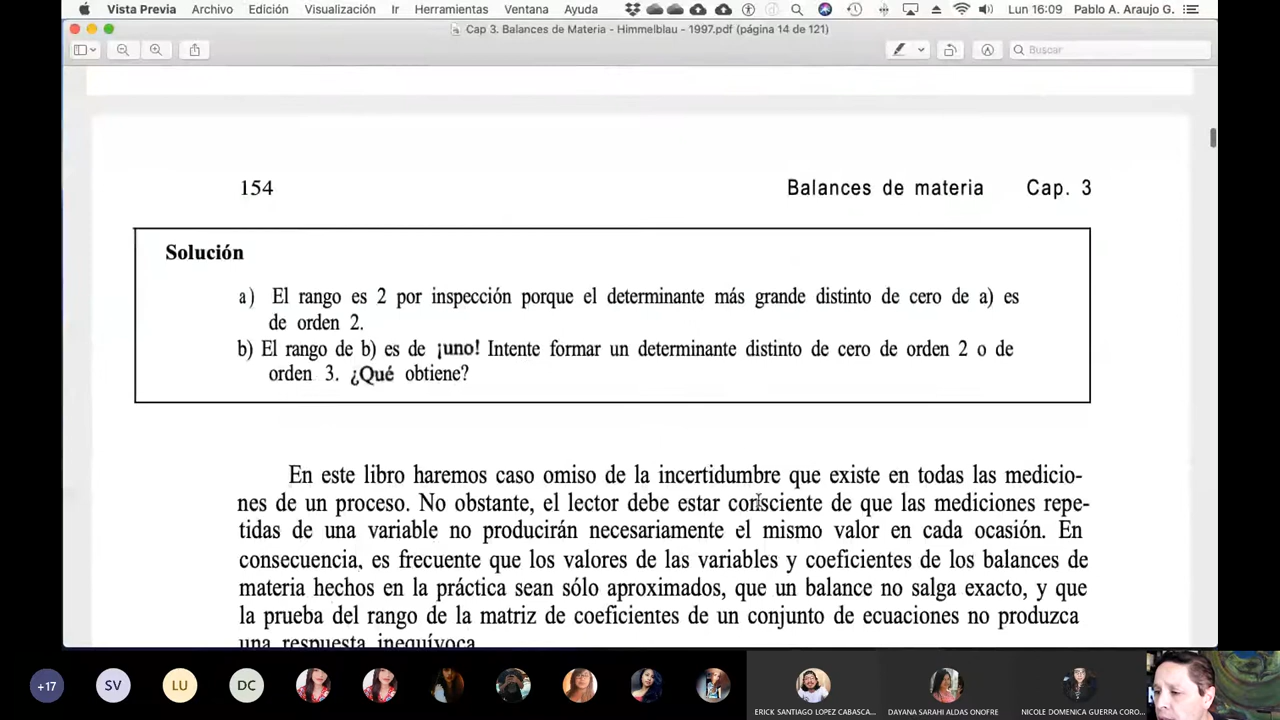 Vista Previa Archivo Edición Visualización Ir Herramientas Ventana Ayuda Lun 16:09 Pablo A. Araujo G.
Cap 3. Balances de Materia - Himmelblau - 1997.pdf (página 14 de 121)
Buscar
154 Balances de materia Cap. 3
Solución
a) El rango es 2 por inspección porque el determinante más grande distinto de cero de a) es
de orden 2.
b) El rango de b) es de ¡uno! Intente formar un determinante distinto de cero de orden 2 o de
orden 3. ¿Qué obtiene?
En este libro haremos caso omiso de la incertidumbre que existe en todas las medicio-
nes de un proceso. No obstante, el lector debe estar consciente de que las mediciones repe-
tidas de una variable no producirán necesariamente el mismo valor en cada ocasión. En
consecuencia, es frecuente que los valores de las variables y coeficientes de los balances de
materia hechos en la práctica sean sólo aproximados, que un balance no salga exacto, y que
la prueba del rango de la matriz de coeficientes de un conjunto de ecuaciones no produzca
una respuesta inequívoca
+17 SV LU DC
ERICK SANTIAGO LOPEZ CABASCA... DAYANA SARAHI ALDAS ONOFRE NICOLE DOMENICA GUERRA CORO...